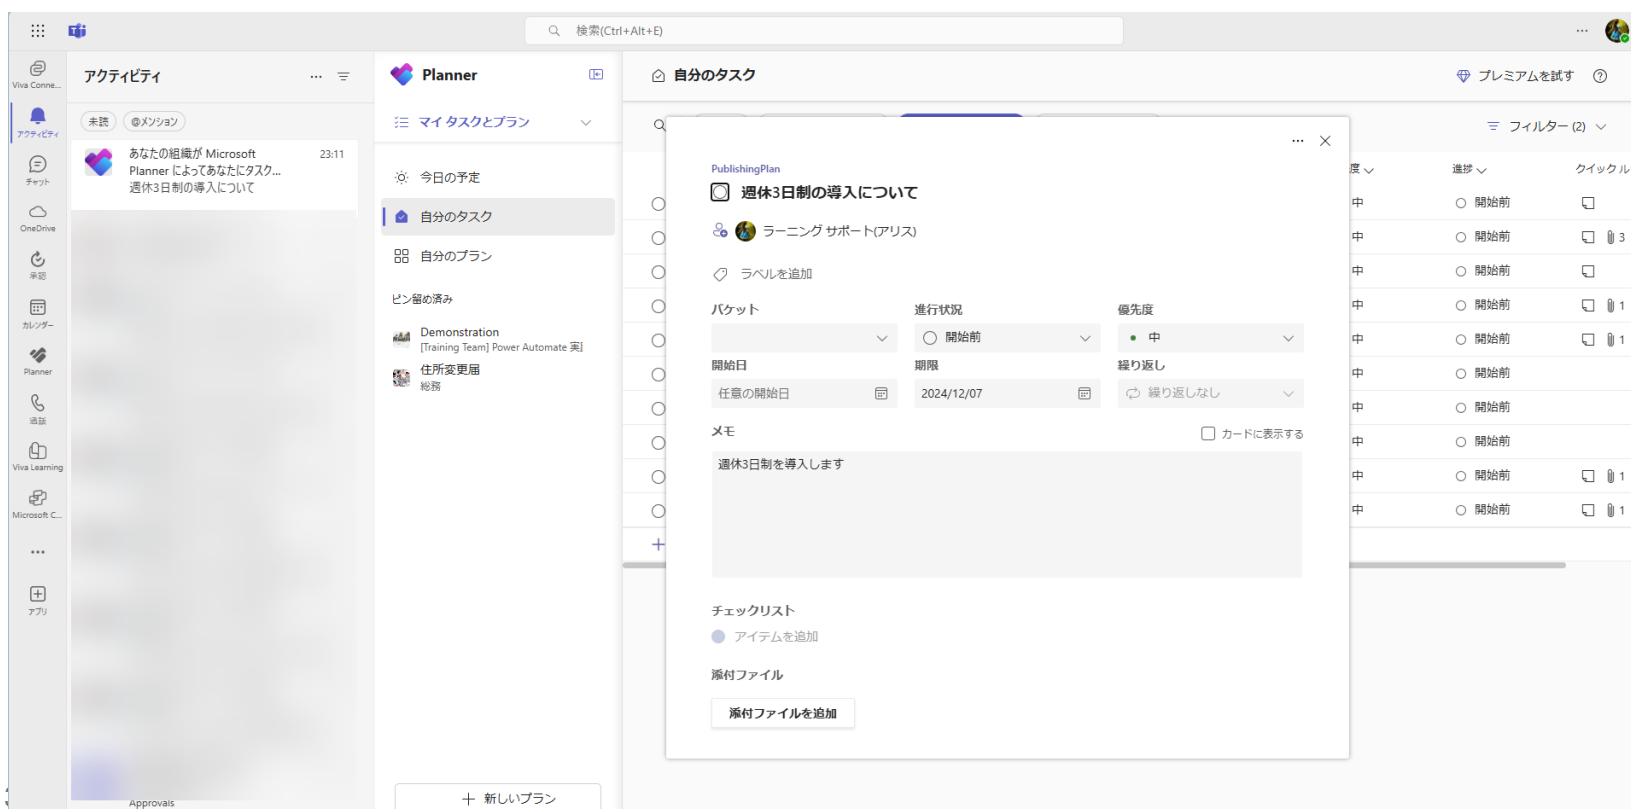 検索(Ctrl+Alt+E)
Viva Conne...
アクティビティ
チャット
OneDrive
承認
カレンダー
Planner
通話
Viva Learning
Microsoft C...
アプリ
アクティビティ
未読
@メンション
あなたの組織が Microsoft
23:11
Planner によってあなたにタスク...
週休3日制の導入について
Approvals
Planner
マイ タスクとプラン
今日の予定
自分のタスク
自分のプラン
ピン留め済み
Demonstration
[Training Team] Power Automate 実
住所変更届
総務
新しいプラン
自分のタスク
プレミアムを試す
フィルター (2)
度
進捗
クイック ル
中 開始前
中 開始前 3
中 開始前
中 開始前 1
中 開始前 1
中 開始前
中 開始前
中 開始前
中 開始前 1
中 開始前 1
PublishingPlan
週休3日制の導入について
ラーニング サポート(アリス)
ラベルを追加
バケット
進行状況
優先度
開始前
中
開始日
期限
繰り返し
任意の開始日
2024/12/07
繰り返しなし
メモ
カードに表示する
週休3日制を導入します
チェックリスト
アイテムを追加
添付ファイル
添付ファイルを追加